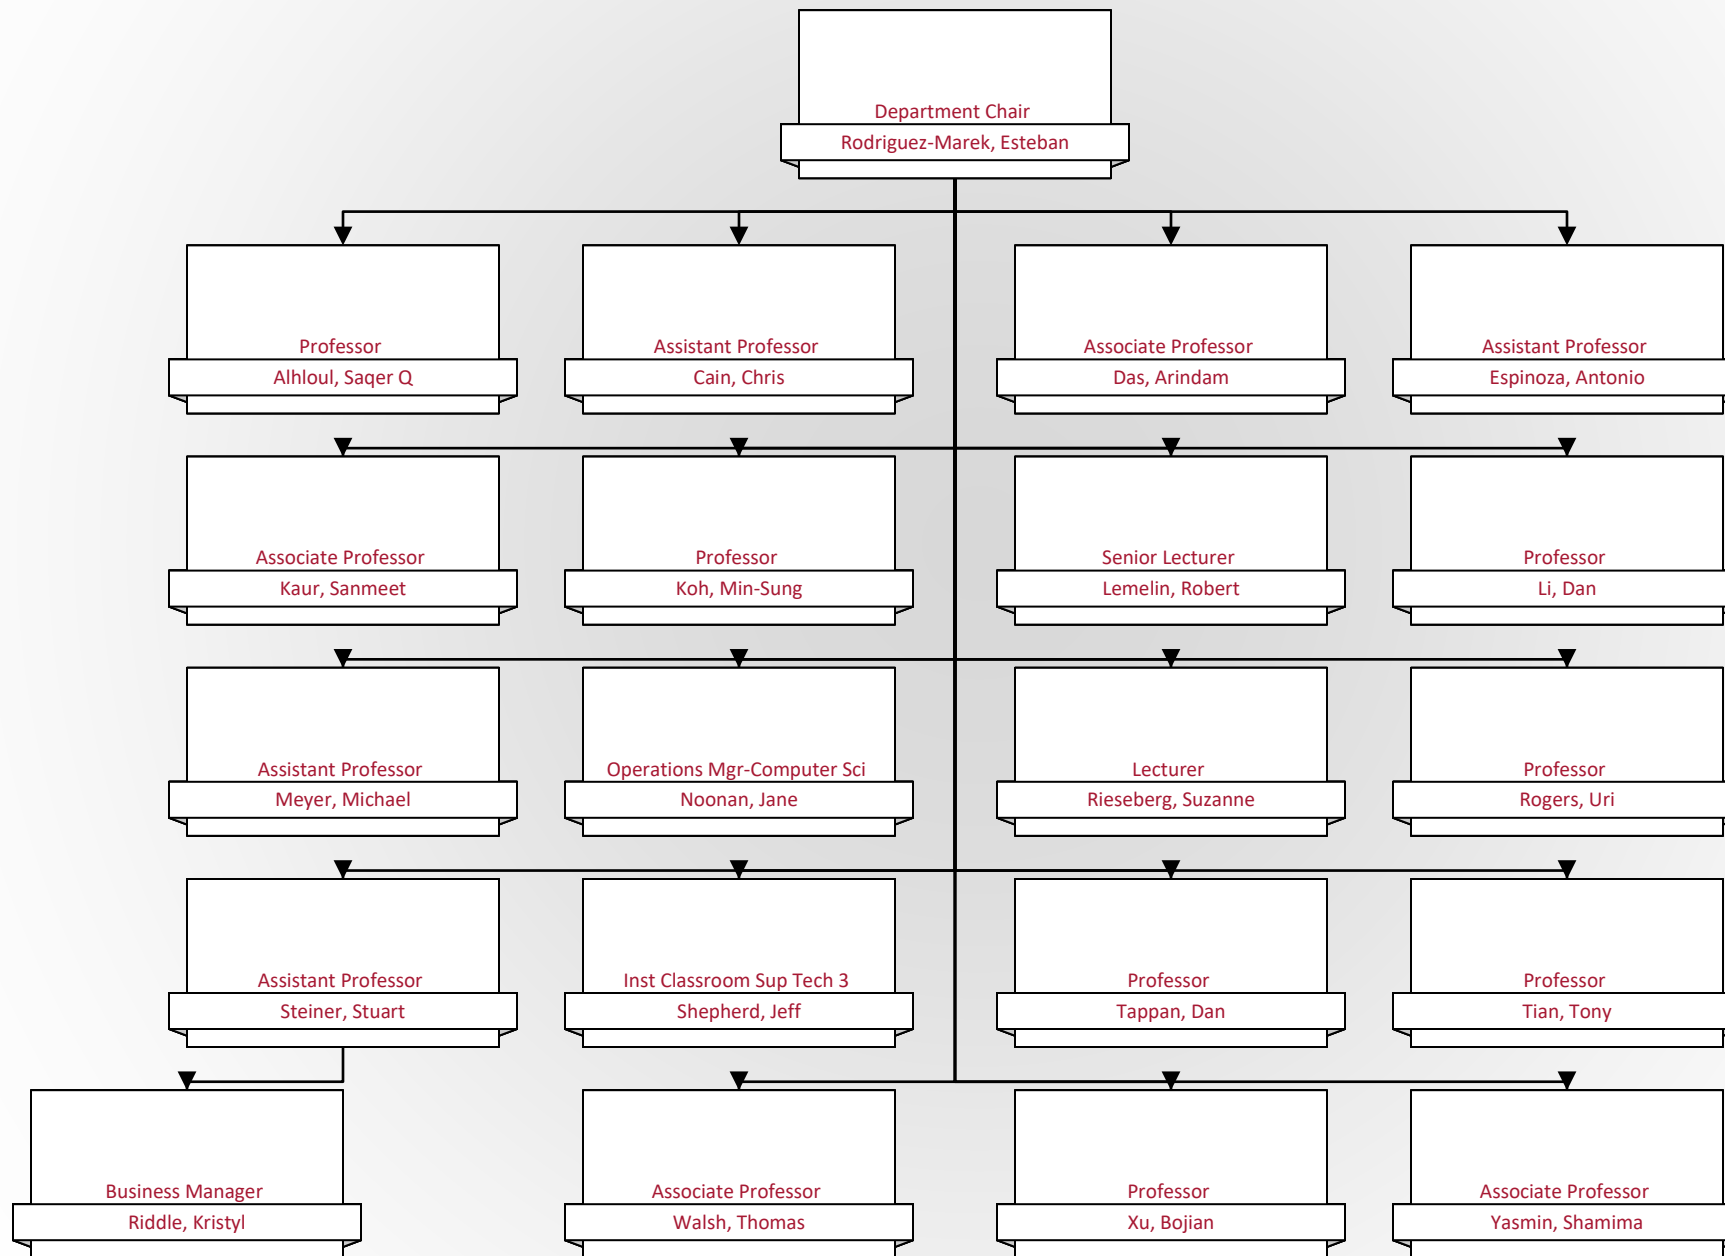 Department Chair
Rodriguez-Marek, Esteban
Professor
Alhloul, Saqer Q
Assistant Professor
Cain, Chris
Associate Professor
Das, Arindam
Assistant Professor
Espinoza, Antonio
Associate Professor
Kaur, Sanmeet
Professor
Koh, Min-Sung
Senior Lecturer
Lemelin, Robert
Professor
Li, Dan
Assistant Professor
Meyer, Michael
Operations Mgr-Computer Sci
Noonan, Jane
Lecturer
Rieseberg, Suzanne
Professor
Rogers, Uri
Assistant Professor
Steiner, Stuart
Inst Classroom Sup Tech 3
Shepherd, Jeff
Professor
Tappan, Dan
Professor
Tian, Tony
Business Manager
Riddle, Kristyl
Associate Professor
Walsh, Thomas
Professor
Xu, Bojian
Associate Professor
Yasmin, Shamima